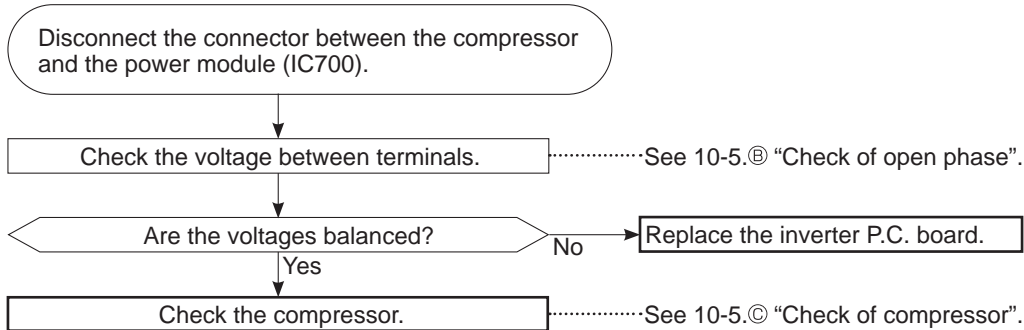 Disconnect the connector between the compressor
and the power module (IC700).
Check the voltage between terminals.
See 10-5.Ⓑ “Check of open phase”.
Are the voltages balanced?
No
Replace the inverter P.C. board.
Yes
Check the compressor.
See 10-5.Ⓒ “Check of compressor”.